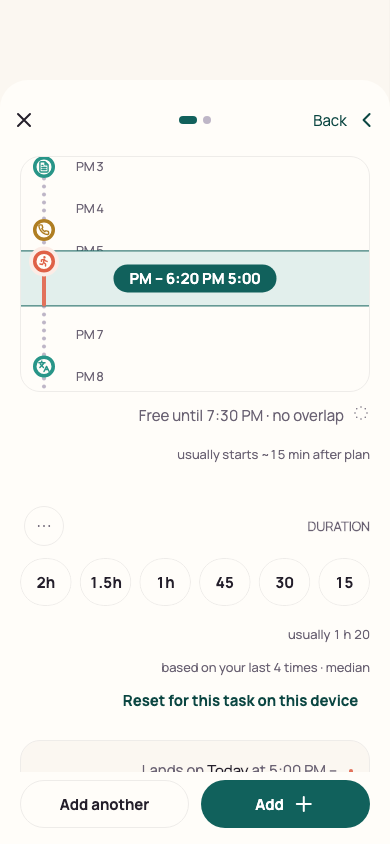 Back
PM 3
PM 4
PM 5
PM – 6:20 PM 5:00
PM 7
PM 8
Free until 7:30 PM · no overlap
usually starts ~15 min after plan
DURATION
2h 1.5h 1h 45 30 15
usually 1 h 20
based on your last 4 times · median
Reset for this task on this device
Lands on Today at 5:00 PM –
Add another
Add